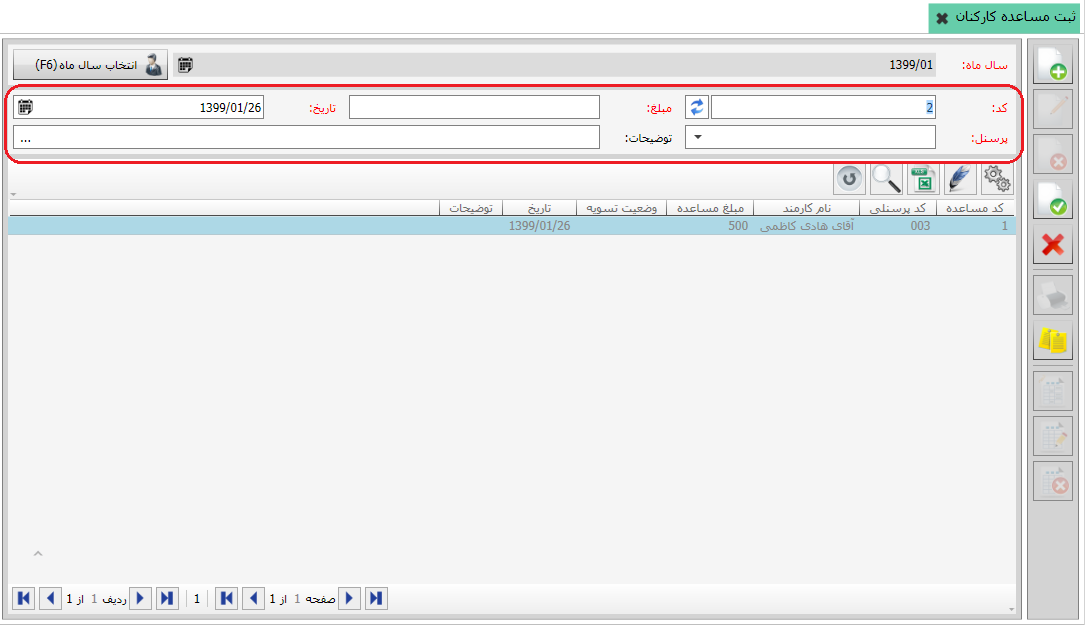 ثبت مساعده کارکنان
سال ماه: 1399/01 انتخاب سال ماه (F6)
کد: 2 مبلغ: تاریخ: 1399/01/26
پرسنل: توضیحات: ...
کد مساعده کد پرسنلی نام کارمند مبلغ مساعده وضعیت تسویه تاریخ توضیحات
1 003 آقای هادی کاظمی 500 1399/01/26
صفحه 1 از 1 1 ردیف 1 از 1